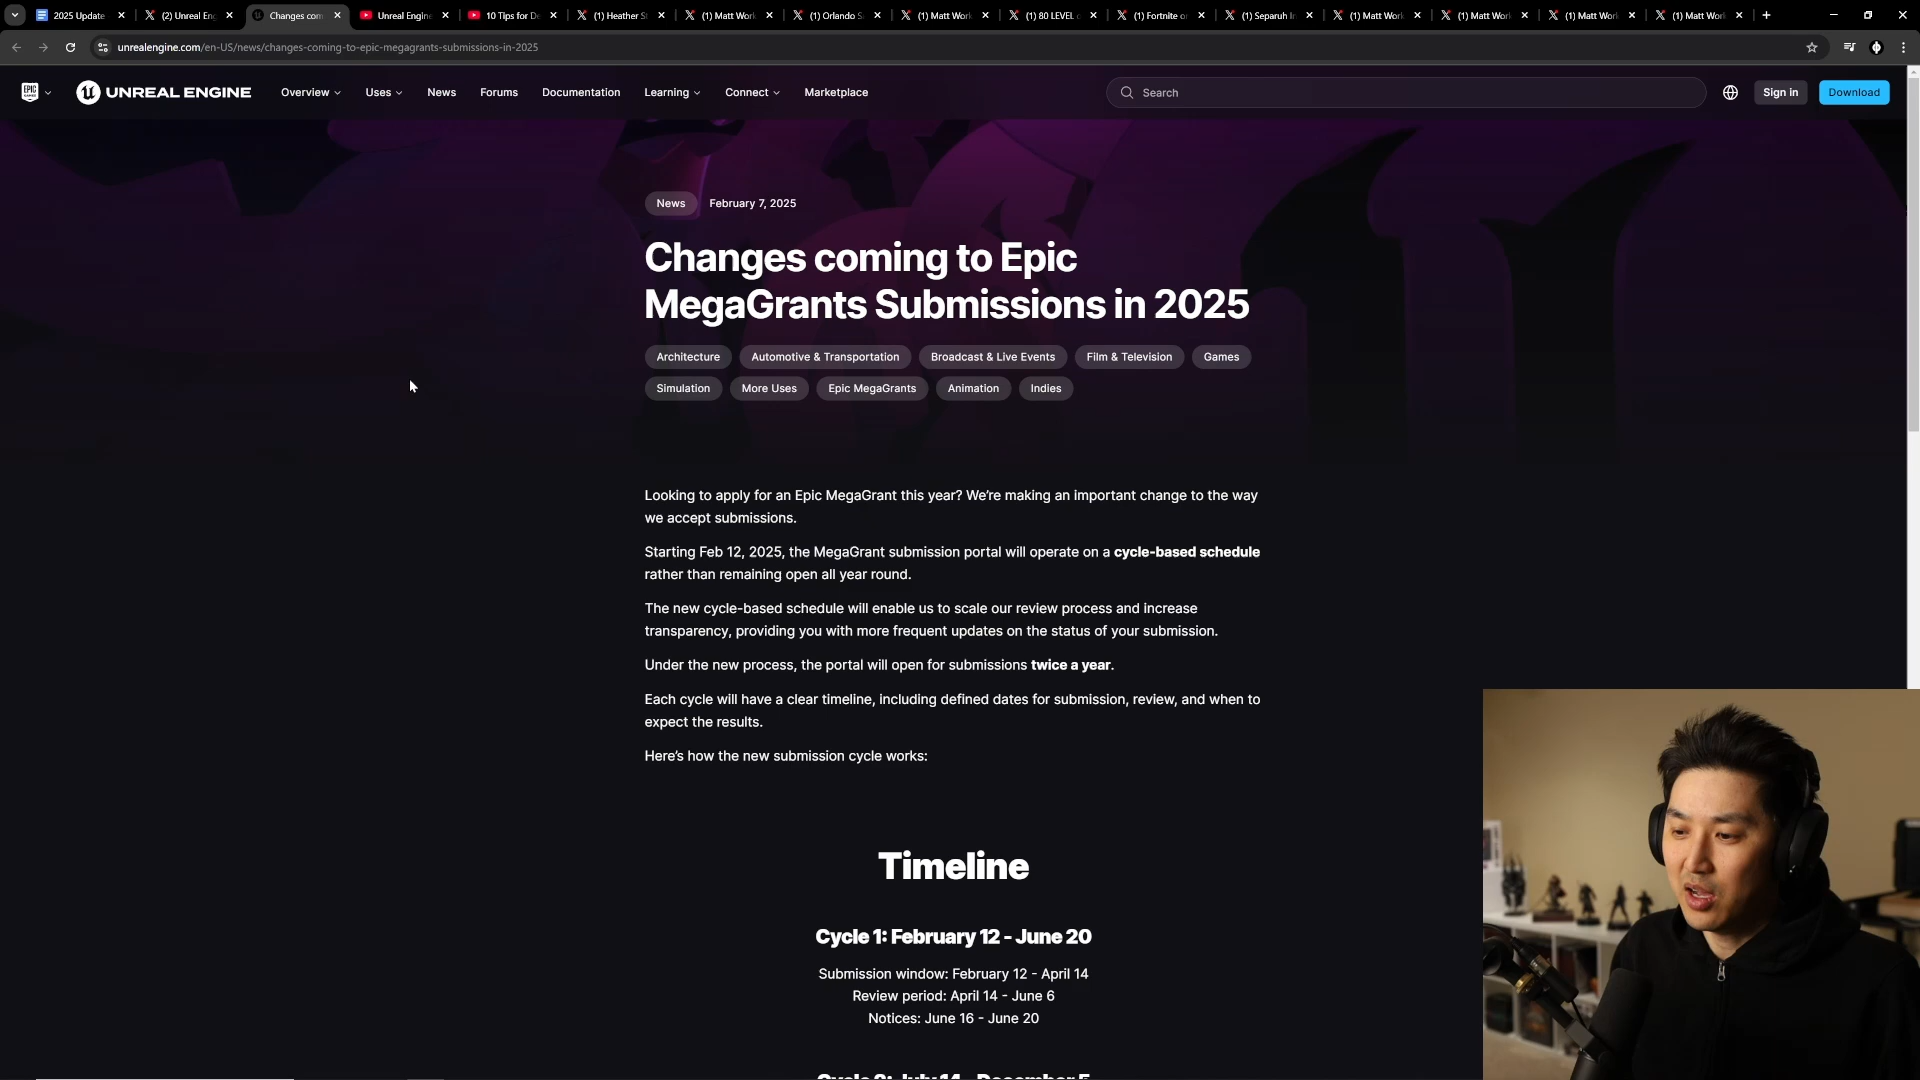 2025 Update
(2) Unreal Eng
Changes com
Unreal Engine
10 Tips for De
(1) Heather S
(1) Matt Work
(1) Orlando S
(1) Matt Work
(1) 80 LEVEL
(1) Fortnite o
(1) Separuh I
(1) Matt Work
(1) Matt Work
(1) Matt Work
(1) Matt Work
unrealengine.com/en-US/news/changes-coming-to-epic-megagrants-submissions-in-2025
EPIC GAMES
UNREAL ENGINE
Overview
Uses
News
Forums
Documentation
Learning
Connect
Marketplace
Search
Sign in
Download
News
February 7, 2025
Changes coming to Epic
MegaGrants Submissions in 2025
Architecture
Automotive & Transportation
Broadcast & Live Events
Film & Television
Games
Simulation
More Uses
Epic MegaGrants
Animation
Indies
Looking to apply for an Epic MegaGrant this year? We’re making an important change to the way
we accept submissions.
Starting Feb 12, 2025, the MegaGrant submission portal will operate on a cycle-based schedule
rather than remaining open all year round.
The new cycle-based schedule will enable us to scale our review process and increase
transparency, providing you with more frequent updates on the status of your submission.
Under the new process, the portal will open for submissions twice a year.
Each cycle will have a clear timeline, including defined dates for submission, review, and when to
expect the results.
Here’s how the new submission cycle works:
Timeline
Cycle 1: February 12 - June 20
Submission window: February 12 - April 14
Review period: April 14 - June 6
Notices: June 16 - June 20
Cycle 2: July 14 - December 5